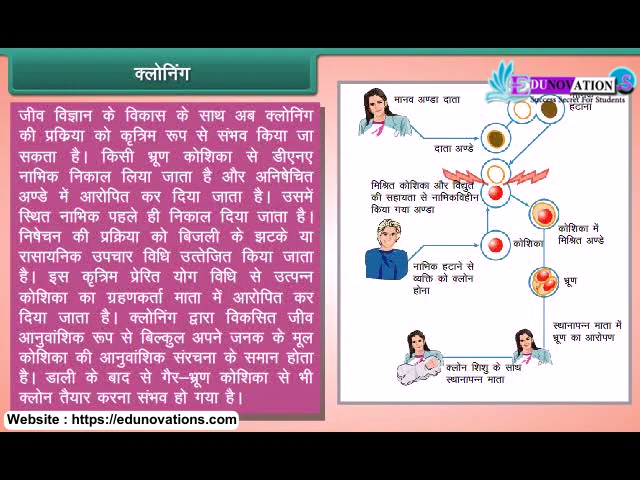 क्लोनिंग
EDUNOVATIONS
Success Secret For Students
जीव विज्ञान के विकास के साथ अब क्लोनिंग
की प्रक्रिया को कृत्रिम रूप से संभव किया जा
सकता है। किसी भ्रूण कोशिका से डीएनए
नाभिक निकाल लिया जाता है और अनिषेचित
अण्डे में आरोपित कर दिया जाता है। उसमें
स्थित नाभिक पहले ही निकाल दिया जाता है।
निषेचन की प्रक्रिया को बिजली के झटके या
रासायनिक उपचार विधि उत्तेजित किया जाता
है। इस कृत्रिम प्रेरित योग विधि से उत्पन्न
कोशिका का ग्रहणकर्ता माता में आरोपित कर
दिया जाता है। क्लोनिंग द्वारा विकसित जीव
आनुवांशिक रूप से बिल्कुल अपने जनक के मूल
कोशिका की आनुवांशिक संरचना के समान होता
है। डाली के बाद से गैर–भ्रूण कोशिका से भी
क्लोन तैयार करना संभव हो गया है।
मानव अण्डा दाता
हटाना
दाता अण्डे
मिश्रित कोशिका और विद्युत
की सहायता से नाभिकविहीन
किया गया अण्डा
कोशिका में
मिश्रित अण्डे
कोशिका
नाभिक हटाने से
व्यक्ति को क्लोन
होना
भ्रूण
स्थानापन्न माता में
भ्रूण का आरोपण
क्लोन शिशु के साथ
स्थानापन्न माता
Website : https://edunovations.com